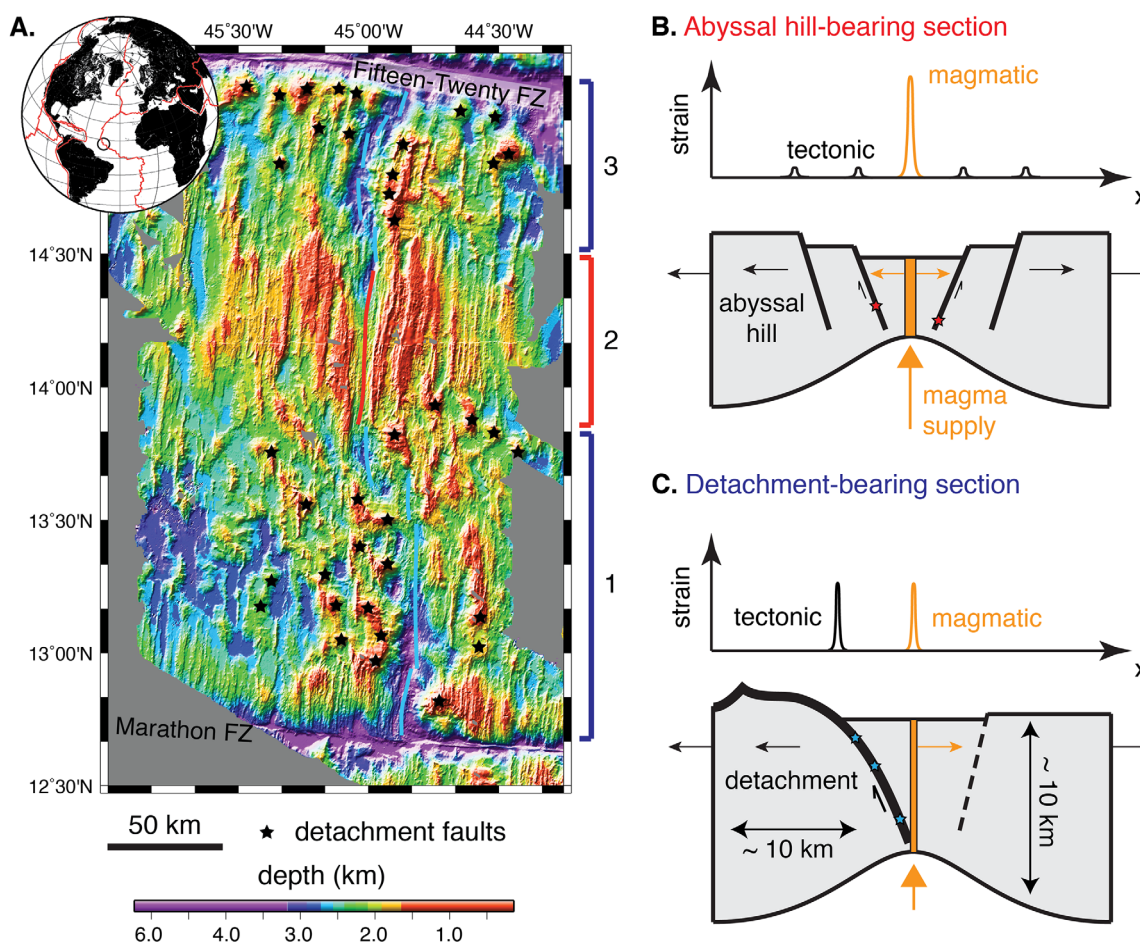 A.
45˚30'W
45˚00'W
44˚30'W
Fifteen-Twenty FZ
3
14˚30'N
2
14˚00'N
13˚30'N
1
13˚00'N
Marathon FZ
12˚30'N
50 km
detachment faults
depth (km)
6.0 4.0 3.0 2.0 1.0
B. Abyssal hill-bearing section
magmatic
strain
tectonic
x
abyssal
hill
magma
supply
C. Detachment-bearing section
strain
tectonic
magmatic
x
detachment
~ 10 km
~ 10 km